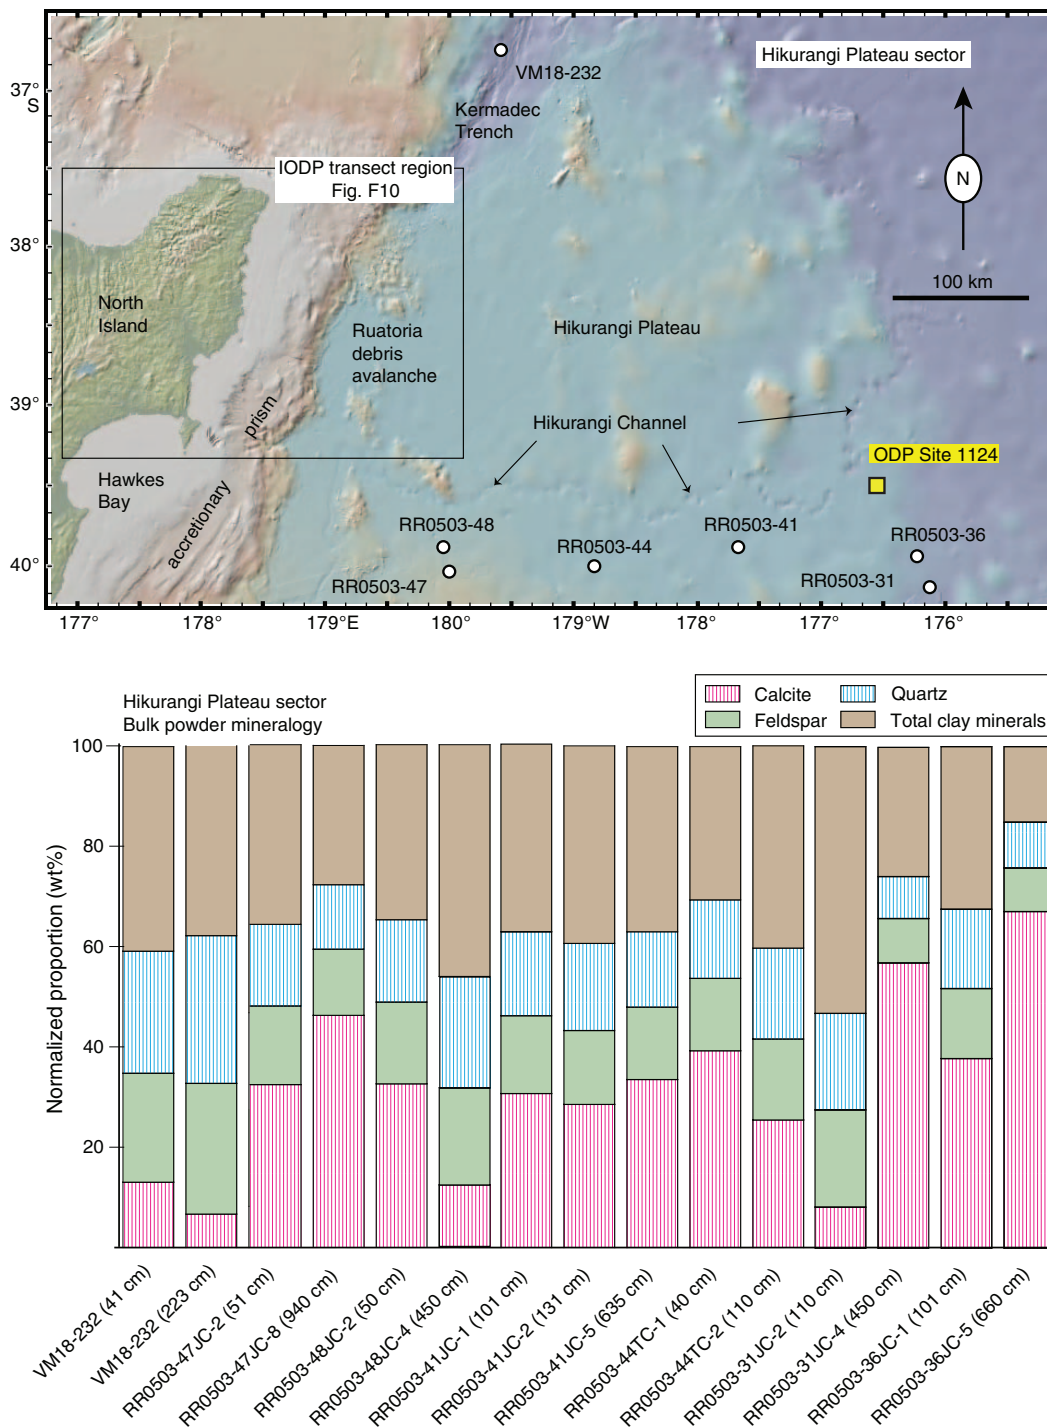 Hikurangi Plateau sector
VM18-232
37°
S
Kermadec
Trench
N
IODP transect region
Fig. F10
38°
100 km
North
Island
Ruatoria
debris
avalanche
Hikurangi Plateau
39°
prism
Hikurangi Channel
ODP Site 1124
Hawkes
Bay
accretionary
RR0503-48
RR0503-41
RR0503-44
RR0503-36
40°
RR0503-47
RR0503-31
177°
178°
179°E
180°
179°W
178°
177°
176°
Hikurangi Plateau sector
Bulk powder mineralogy
Calcite
Quartz
Feldspar
Total clay minerals
Normalized proportion (wt%)
100
80
60
40
20
VM18-232 (41 cm)
VM18-232 (223 cm)
RR0503-47JC-2 (51 cm)
RR0503-47JC-8 (940 cm)
RR0503-48JC-2 (50 cm)
RR0503-48JC-4 (450 cm)
RR0503-41JC-1 (101 cm)
RR0503-41JC-2 (131 cm)
RR0503-41JC-5 (635 cm)
RR0503-44TC-1 (40 cm)
RR0503-44TC-2 (110 cm)
RR0503-31JC-2 (110 cm)
RR0503-31JC-4 (450 cm)
RR0503-36JC-1 (101 cm)
RR0503-36JC-5 (660 cm)